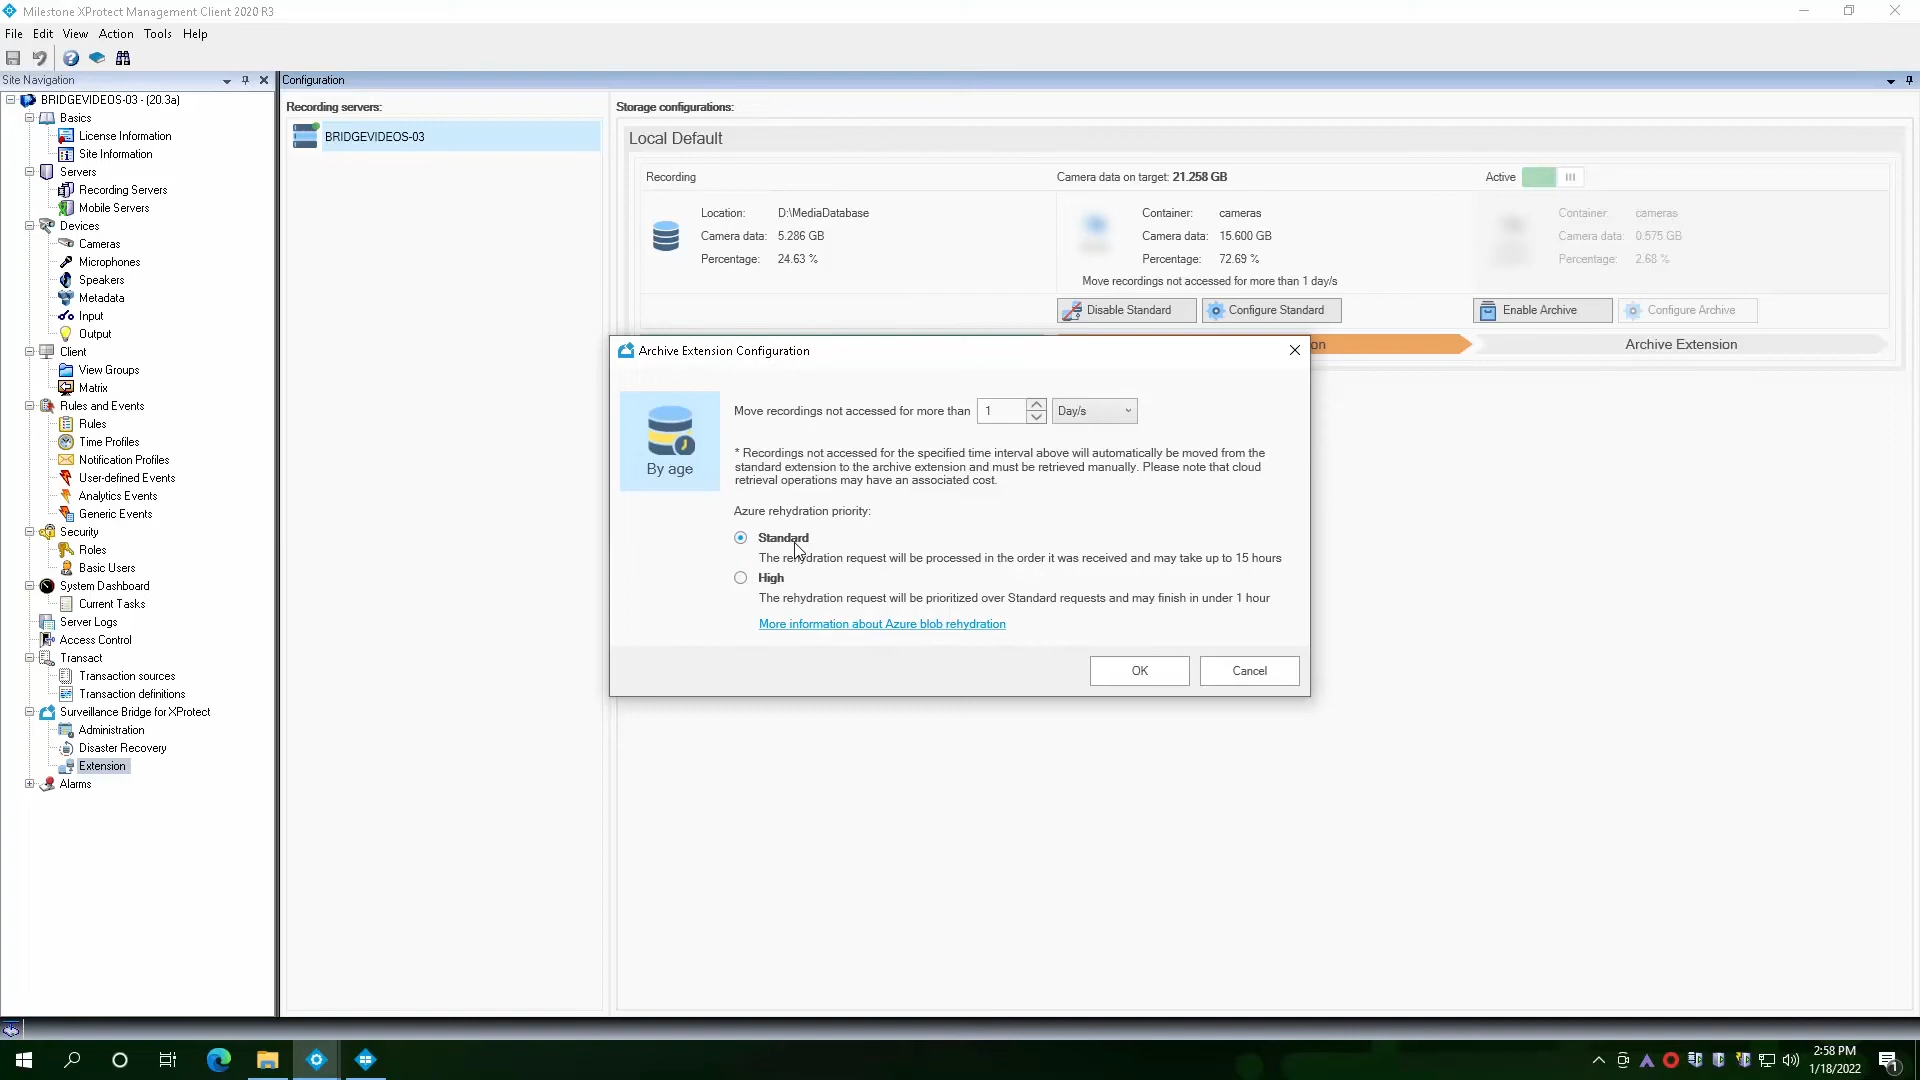 Milestone XProtect Management Client 2020 R3
File Edit View Action Tools Help
Site Navigation
BRIDGEVIDEOS-03 - (20.3a)
Basics
License Information
Site Information
Servers
Recording Servers
Mobile Servers
Devices
Cameras
Microphones
Speakers
Metadata
Input
Output
Client
View Groups
Matrix
Rules and Events
Rules
Time Profiles
Notification Profiles
User-defined Events
Analytics Events
Generic Events
Security
Roles
Basic Users
System Dashboard
Current Tasks
Server Logs
Access Control
Transact
Transaction sources
Transaction definitions
Surveillance Bridge for XProtect
Administration
Disaster Recovery
Extension
Alarms
Configuration
Recording servers:
BRIDGEVIDEOS-03
Storage configurations:
Local Default
Recording
Location: D:\MediaDatabase
Camera data: 5.286 GB
Percentage: 24.63 %
Camera data on target: 21.258 GB
Container: cameras
Camera data: 15.600 GB
Percentage: 72.69 %
Move recordings not accessed for more than 1 day/s
Disable Standard Configure Standard
Active
Container: cameras
Camera data: 0.575 GB
Percentage: 2.68 %
Enable Archive Configure Archive
on
Archive Extension
Archive Extension Configuration
By age
Move recordings not accessed for more than 1 Day/s
* Recordings not accessed for the specified time interval above will automatically be moved from the
standard extension to the archive extension and must be retrieved manually. Please note that cloud
retrieval operations may have an associated cost.
Azure rehydration priority:
Standard
The rehydration request will be processed in the order it was received and may take up to 15 hours
High
The rehydration request will be prioritized over Standard requests and may finish in under 1 hour
More information about Azure blob rehydration
OK Cancel
2:58 PM
1/18/2022
1